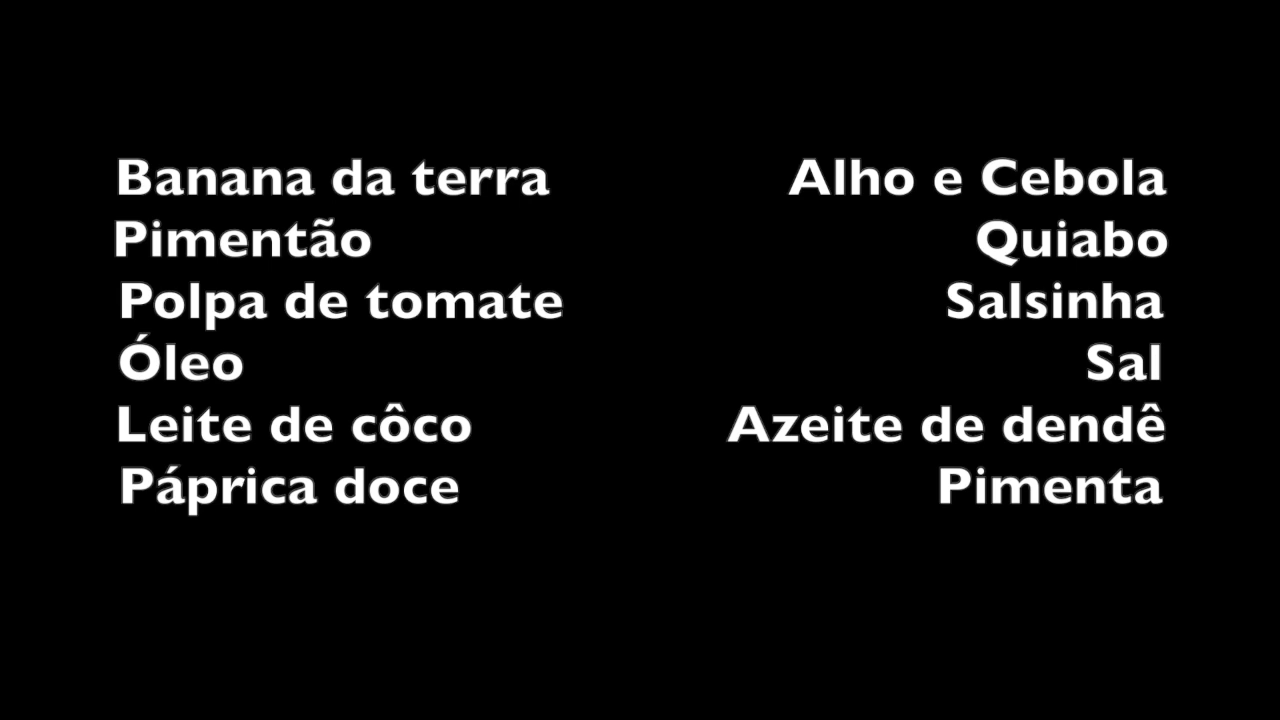 Banana da terra
Pimentão
Polpa de tomate
Óleo
Leite de côco
Páprica doce
Alho e Cebola
Quiabo
Salsinha
Sal
Azeite de dendê
Pimenta